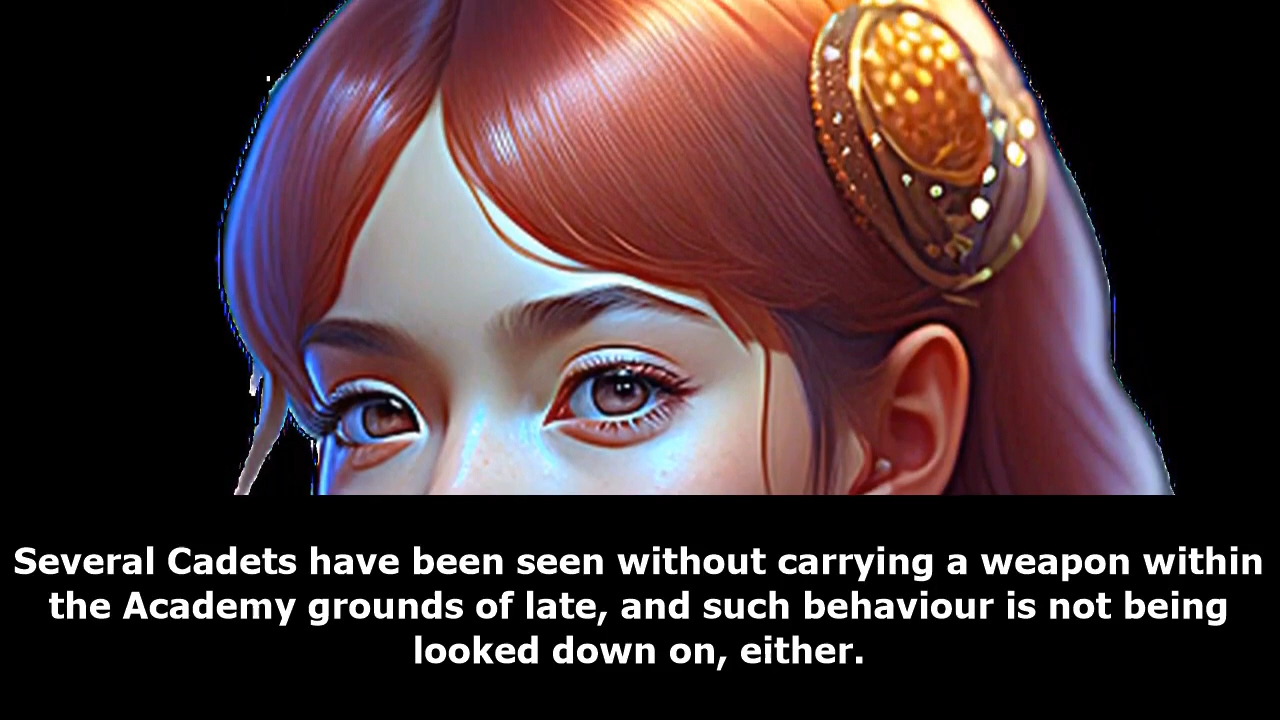 Several Cadets have been seen without carrying a weapon within
the Academy grounds of late, and such behaviour is not being
looked down on, either.